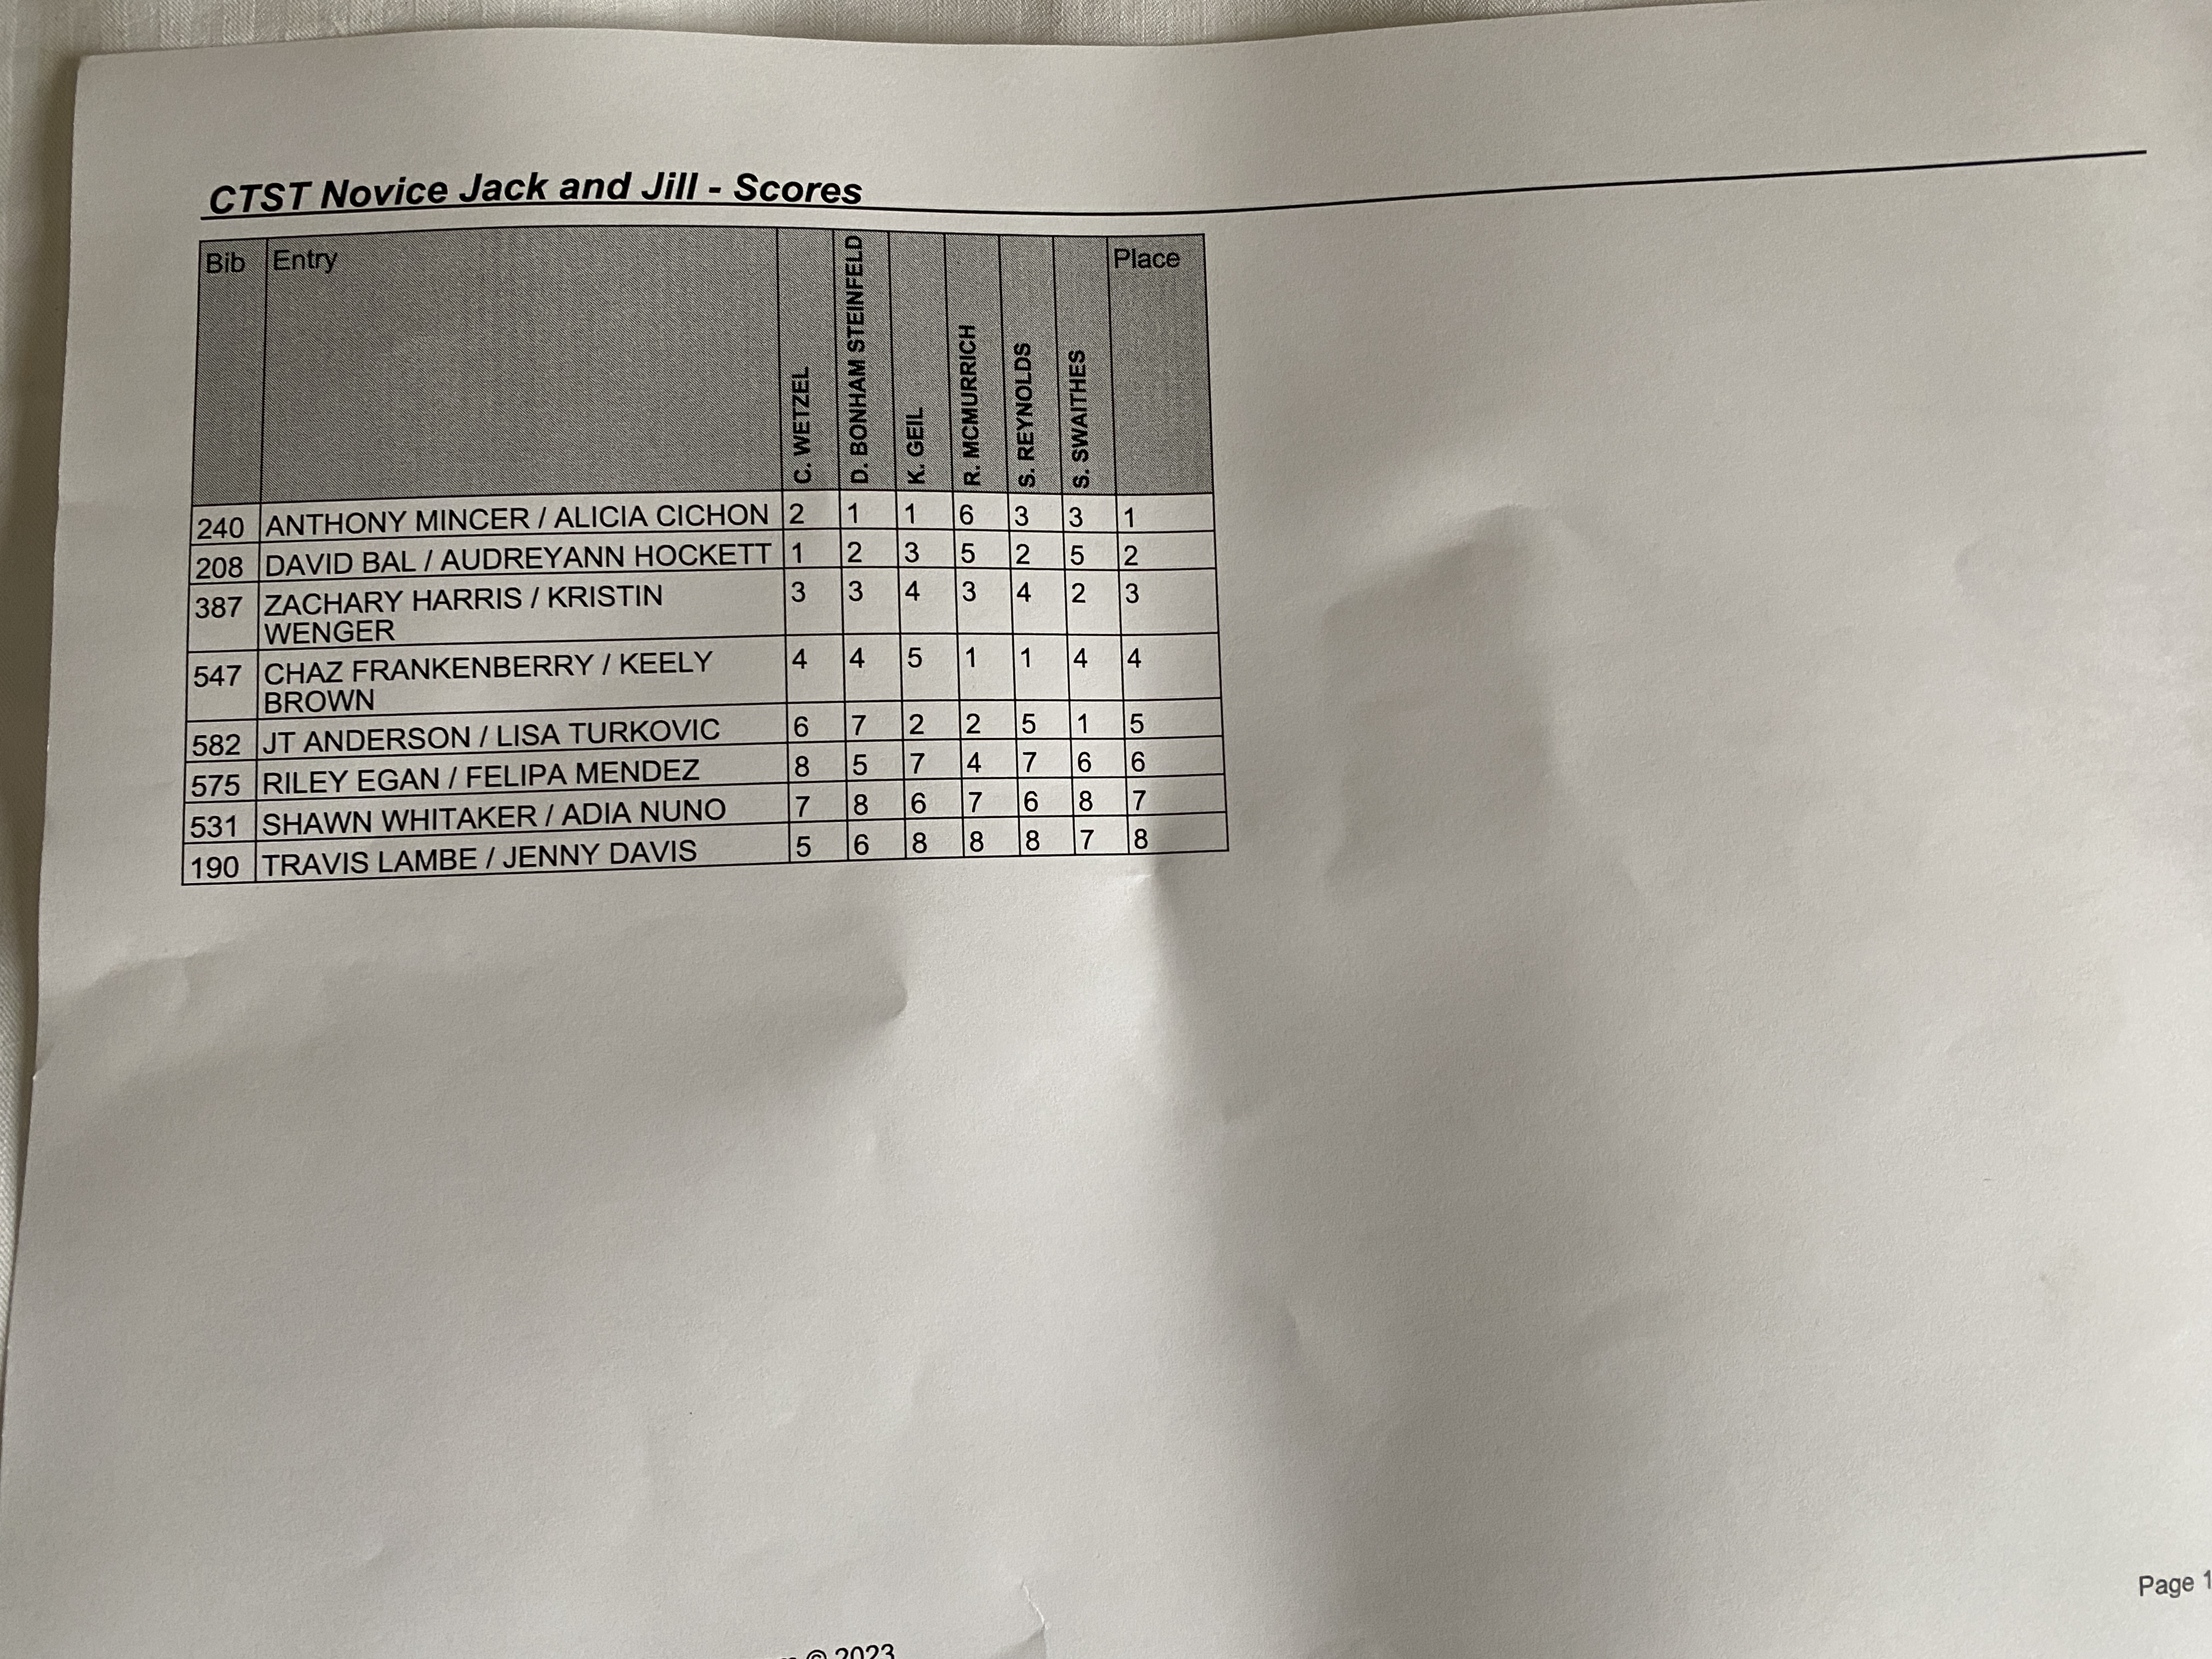 CTST Novice Jack and Jill - Scores
Bib Entry C. WETZEL D. BONHAM STEINFELD K. GEIL R. MCMURRICH S. REYNOLDS S. SWAITHES Place
240 ANTHONY MINCER / ALICIA CICHON 2 1 1 6 3 3 1
208 DAVID BAL / AUDREYANN HOCKETT 1 2 3 5 2 5 2
387 ZACHARY HARRIS / KRISTIN 3 3 4 3 4 2 3
WENGER
547 CHAZ FRANKENBERRY / KEELY 4 4 5 1 1 4 4
BROWN
582 JT ANDERSON / LISA TURKOVIC 6 7 2 2 5 1 5
575 RILEY EGAN / FELIPA MENDEZ 8 5 7 4 7 6 6
531 SHAWN WHITAKER / ADIA NUNO 7 8 6 7 6 8 7
190 TRAVIS LAMBE / JENNY DAVIS 5 6 8 8 8 7 8
Page 1
© 2023